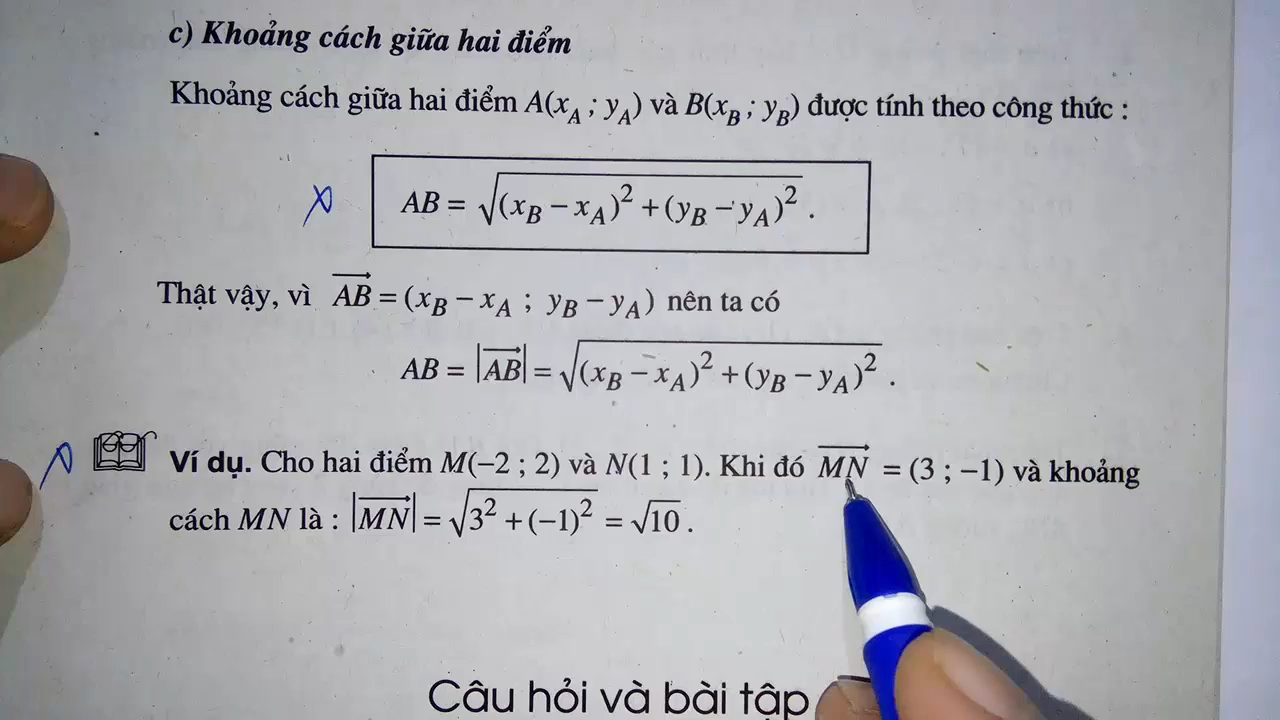 c) Khoảng cách giữa hai điểm
Khoảng cách giữa hai điểm A(x_A ; y_A) và B(x_B ; y_B) được tính theo công thức :
AB = √((x_B − x_A)² + (y_B − y_A)²) .
Thật vậy, vì \overrightarrow{AB} = (x_B − x_A ; y_B − y_A) nên ta có
AB = |\overrightarrow{AB}| = √((x_B − x_A)² + (y_B − y_A)²) .
Ví dụ. Cho hai điểm M(−2 ; 2) và N(1 ; 1). Khi đó \overrightarrow{MN} = (3 ; −1) và khoảng
cách MN là : |\overrightarrow{MN}| = √(3² + (−1)²) = √10 .
Câu hỏi và bài tập